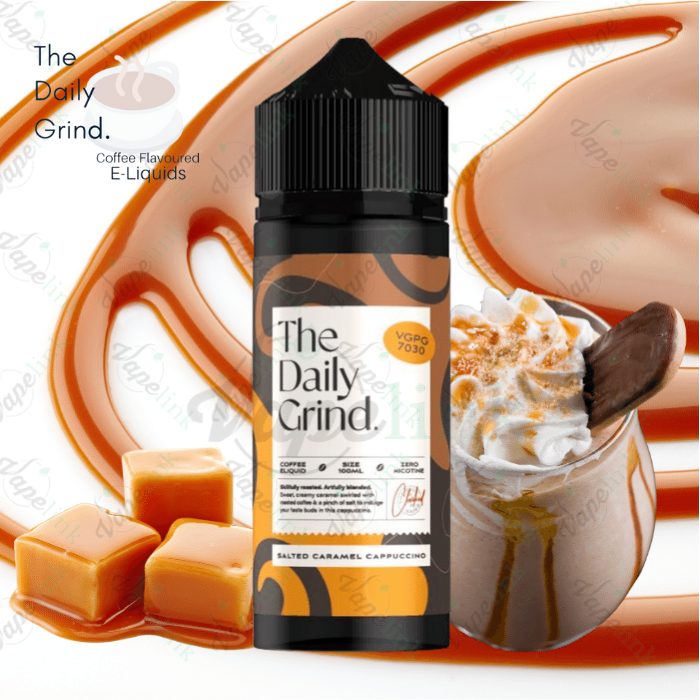 The
Daily
Grind.
Coffee Flavoured
E-Liquids
The
Daily
Grind.
VGPG
7030
COFFEE
ELIQUID
SIZE
100ML
ZERO
NICOTINE
Skilfully roasted. Artfully blended.
Sweet, creamy caramel swirled with
roasted coffee & a pinch of salt to indulge
your taste buds in this cappuccino.
SALTED CARAMEL CAPPUCCINO
Vapelink